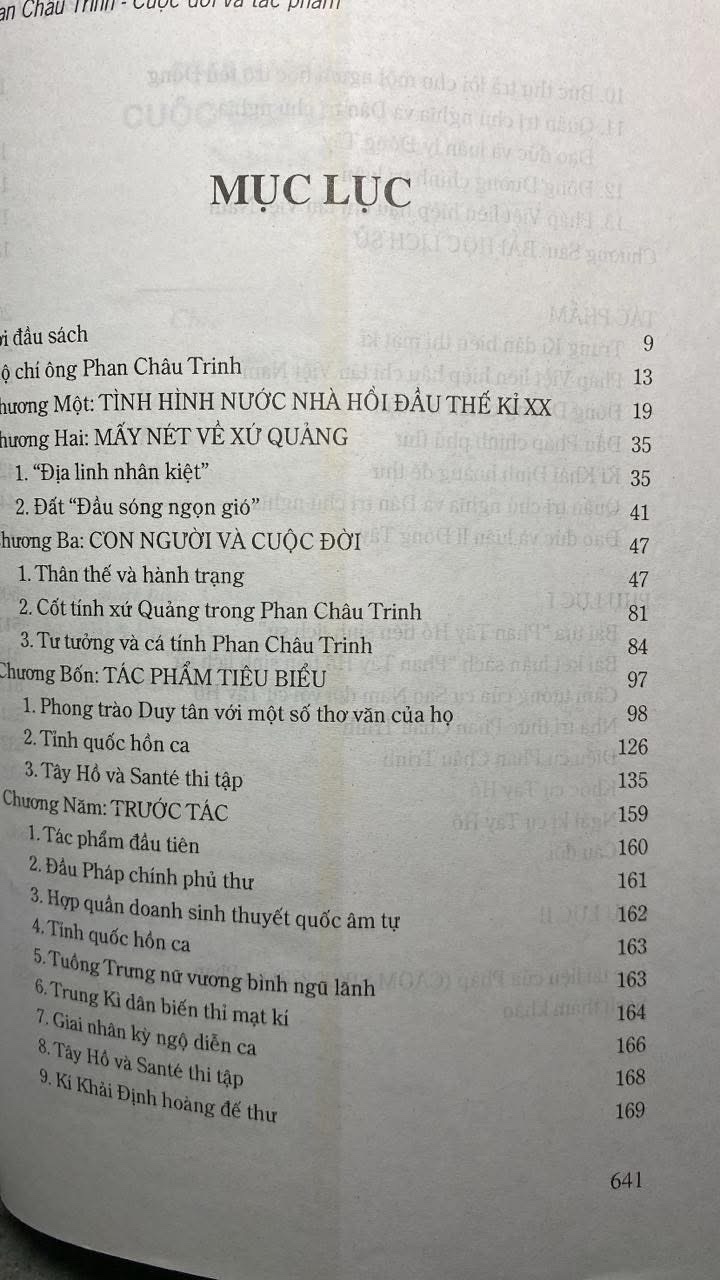 an Châu Trinh - Cuộc đời và tác phẩm
MỤC LỤC
i đầu sách 9
ộ chí ông Phan Châu Trinh 13
hương Một: TÌNH HÌNH NƯỚC NHÀ HỒI ĐẦU THẾ KỈ XX 19
hương Hai: MẤY NÉT VỀ XỨ QUẢNG 35
1. “Địa linh nhân kiệt” 35
2. Đất “Đầu sóng ngọn gió” 41
hương Ba: CON NGƯỜI VÀ CUỘC ĐỜI 47
1. Thân thế và hành trạng 47
2. Cốt tính xứ Quảng trong Phan Châu Trinh 81
3. Tư tưởng và cá tính Phan Châu Trinh 84
Chương Bốn: TÁC PHẨM TIÊU BIỂU 97
1. Phong trào Duy tân với một số thơ văn của họ 98
2. Tỉnh quốc hồn ca 126
3. Tây Hồ và Santé thi tập 135
Chương Năm: TRƯỚC TÁC 159
1. Tác phẩm đầu tiên 160
2. Đầu Pháp chính phủ thư 161
3. Hợp quần doanh sinh thuyết quốc âm tự 162
4. Tỉnh quốc hồn ca 163
5. Tuồng Trưng nữ vương bình ngũ lãnh 163
6. Trung Kì dân biến thỉ mạt kí 164
7. Giai nhân kỳ ngộ diễn ca 166
8. Tây Hồ và Santé thi tập 168
9. Kí Khải Định hoàng đế thư 169
641